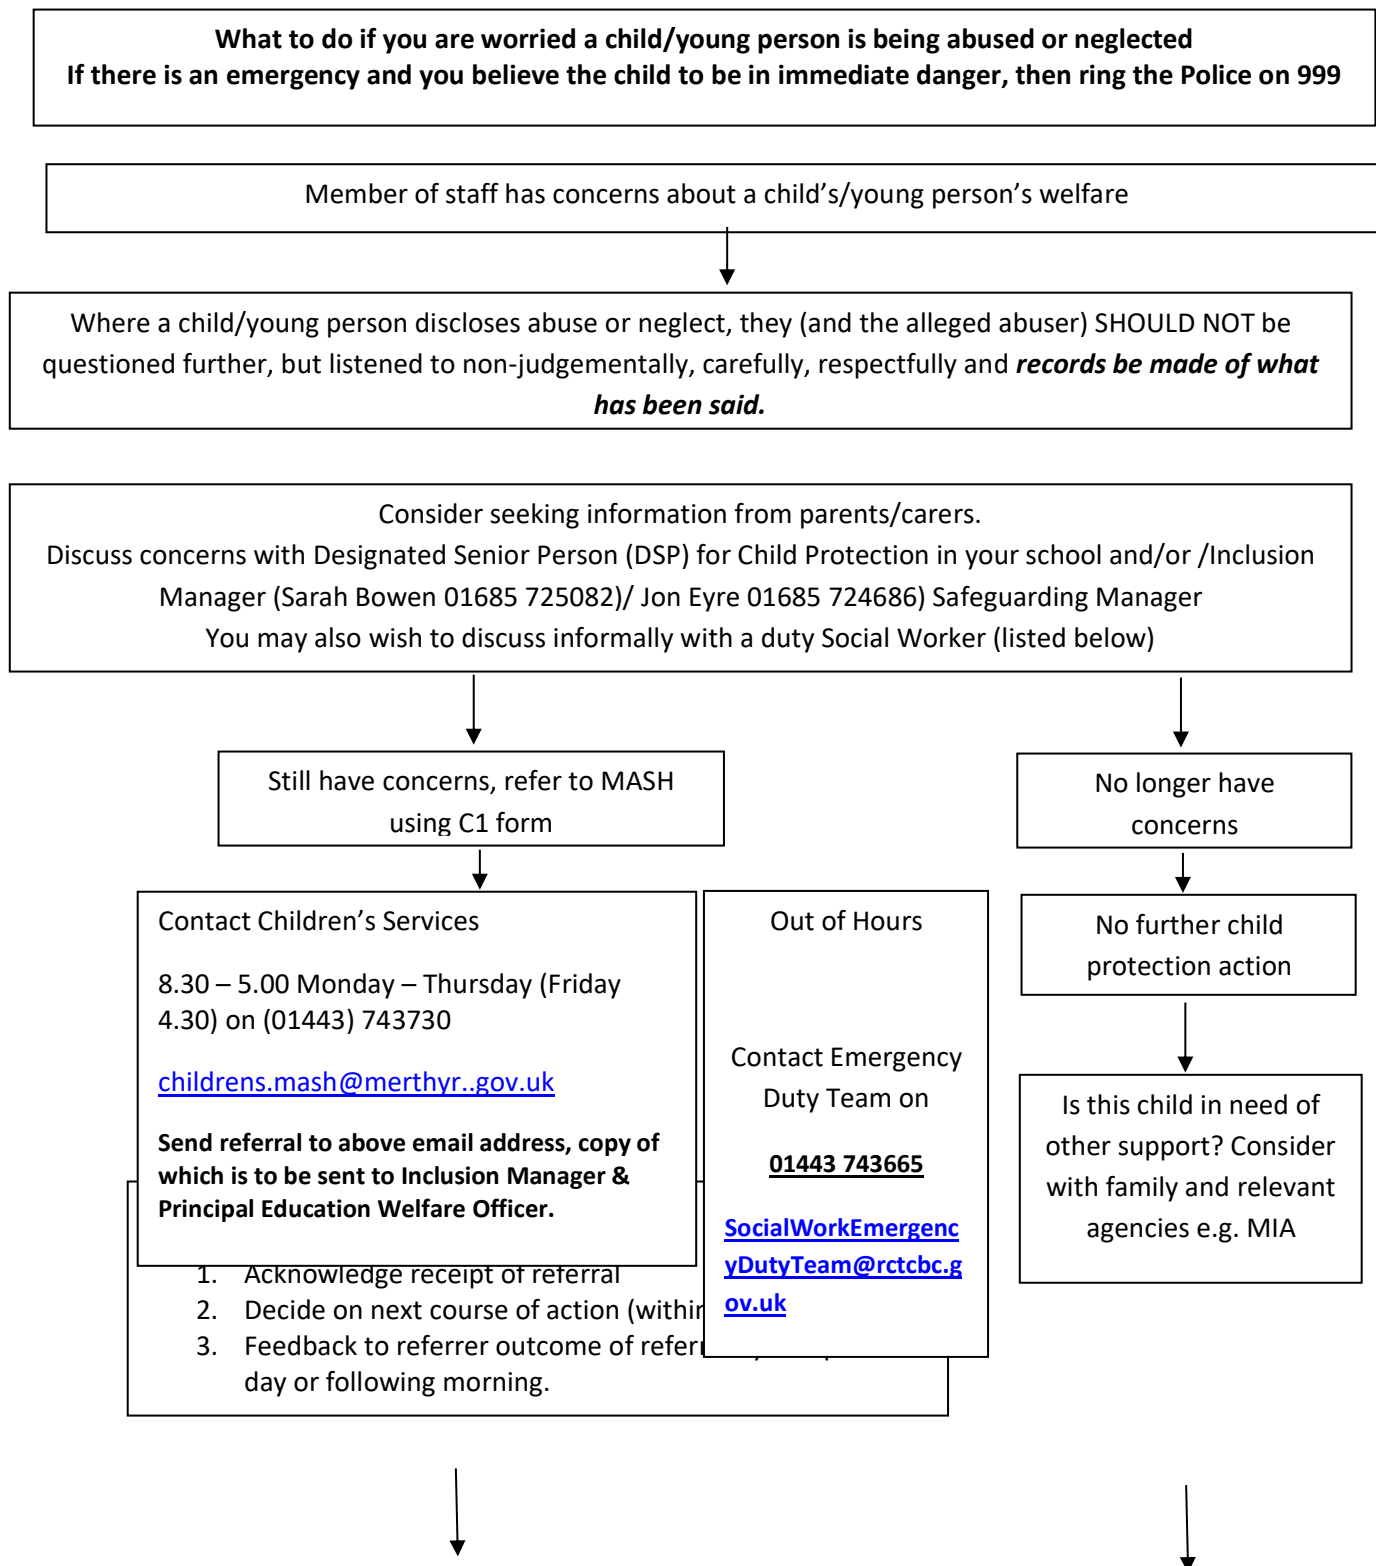 What to do if you are worried a child/young person is being abused or neglected
If there is an emergency and you believe the child to be in immediate danger, then ring the Police on 999
Member of staff has concerns about a child's/young person's welfare
Where a child/young person discloses abuse or neglect, they (and the alleged abuser) SHOULD NOT be
questioned further, but listened to non-judgementally, carefully, respectfully and records be made of what
has been said.
Consider seeking information from parents/carers.
Discuss concerns with Designated Senior Person (DSP) for Child Protection in your school and/or /Inclusion
Manager (Sarah Bowen 01685 725082)/ Jon Eyre 01685 724686) Safeguarding Manager
You may also wish to discuss informally with a duty Social Worker (listed below)
Still have concerns, refer to MASH
using C1 form
No longer have
concerns
Contact Children's Services
8.30 – 5.00 Monday – Thursday (Friday
4.30) on (01443) 743730
childrens.mash@merthyr..gov.uk
Send referral to above email address, copy of
which is to be sent to Inclusion Manager &
Principal Education Welfare Officer.
Out of Hours
Contact Emergency
Duty Team on
01443 743665
SocialWorkEmergenc
yDutyTeam@rctcbc.g
ov.uk
No further child
protection action
Is this child in need of
other support? Consider
with family and relevant
agencies e.g. MIA
1. Acknowledge receipt of referral
2. Decide on next course of action (within
3. Feedback to referrer outcome of
day or following morning.